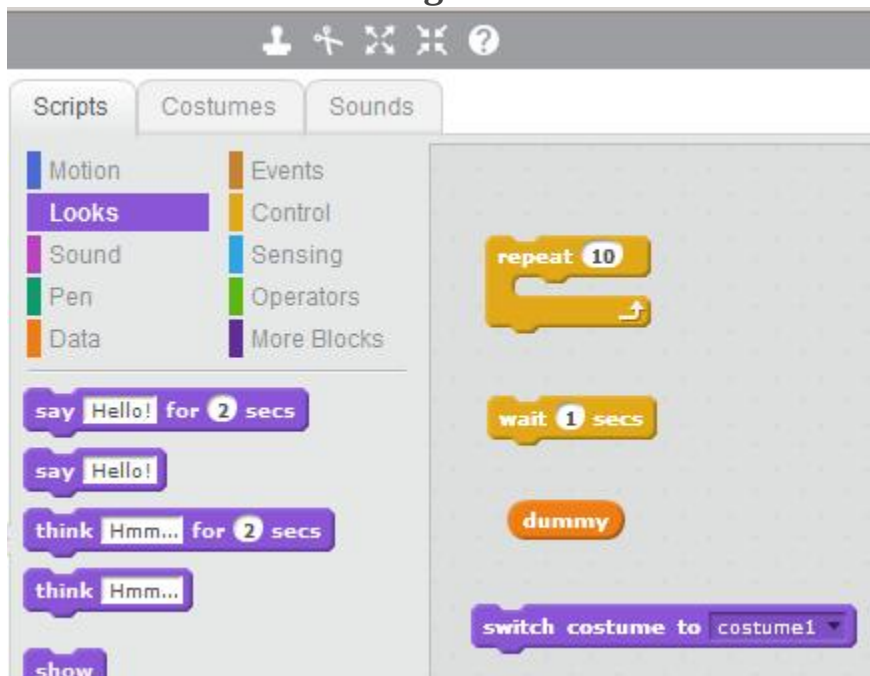 Scripts Costumes Sounds
Motion Events
Looks Control
Sound Sensing
Pen Operators
Data More Blocks
say Hello! for 2 secs
say Hello!
think Hmm... for 2 secs
think Hmm...
show
repeat 10
wait 1 secs
dummy
switch costume to costume1